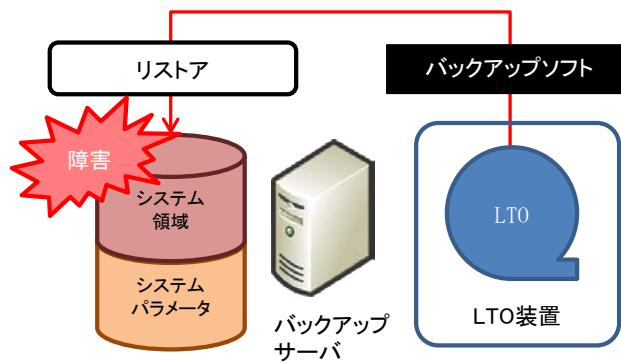 リストア
バックアップソフト
障害
システム
領域
システム
パラメータ
バックアップ
サーバ
LTO
LTO装置